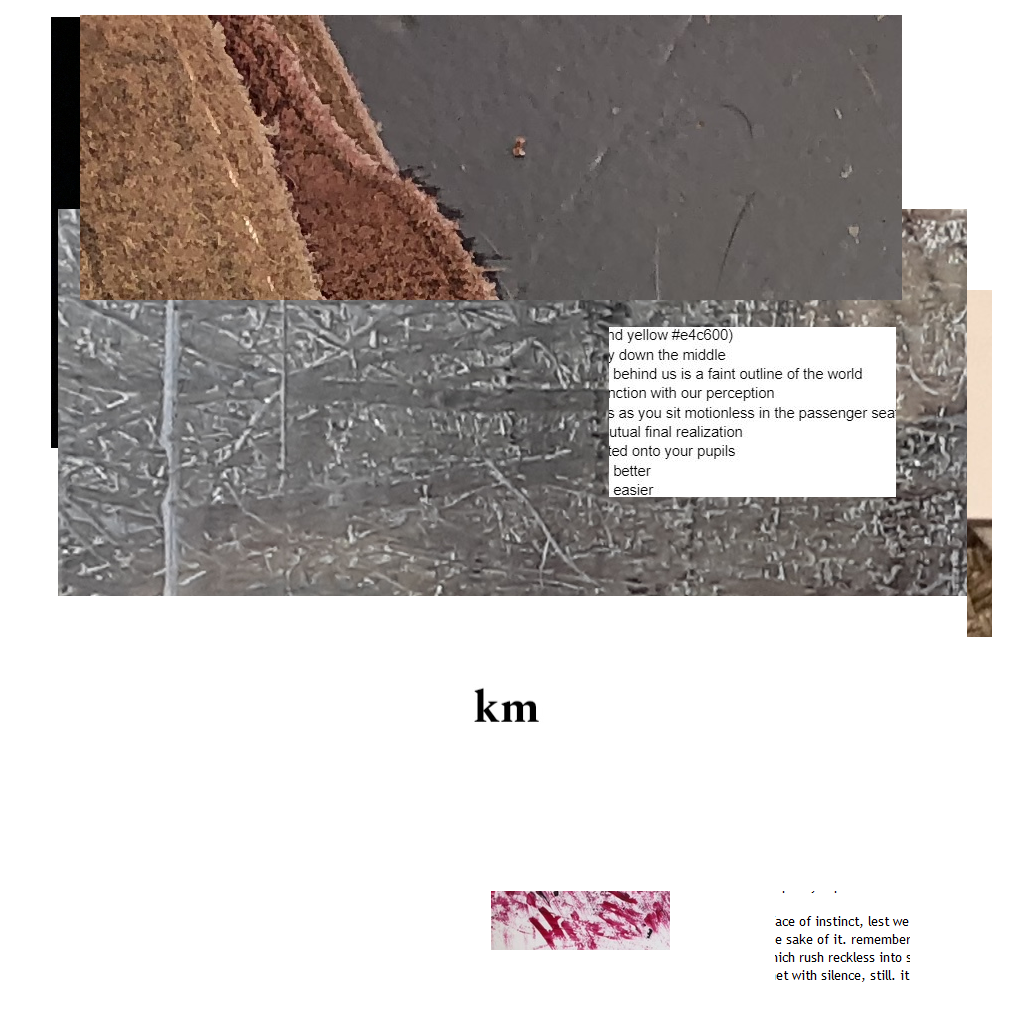 nd yellow #e4c600)
y down the middle
behind us is a faint outline of the world
nction with our perception
s as you sit motionless in the passenger sea
utual final realization
ted onto your pupils
better
easier
km
ace of instinct, lest we
e sake of it. remember
ich rush reckless into s
et with silence, still. it